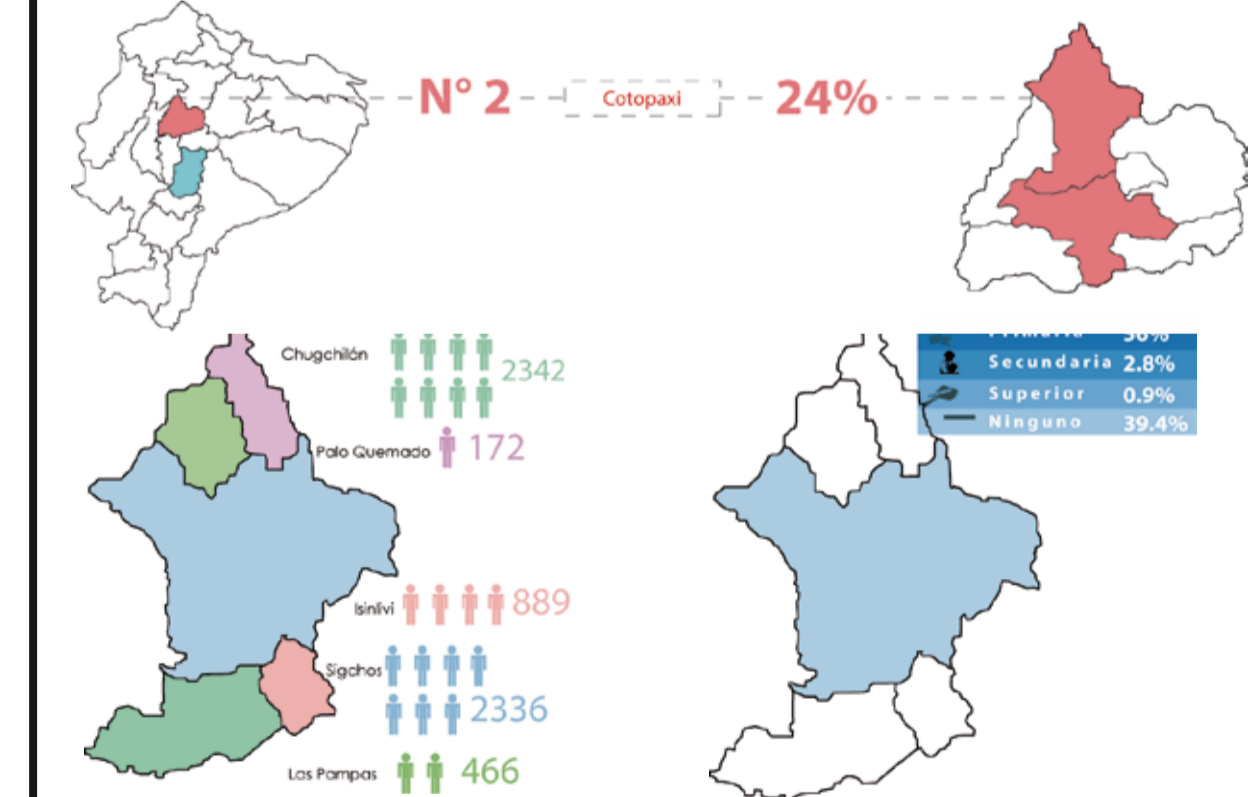 N° 2
Cotopaxi
24%
Chugchilán
2342
Palo Quemado 172
Isinlivi 889
Sigchos
2336
Las Pampas 466
Secundaria 2.8%
Superior 0.9%
Ninguno 39.4%